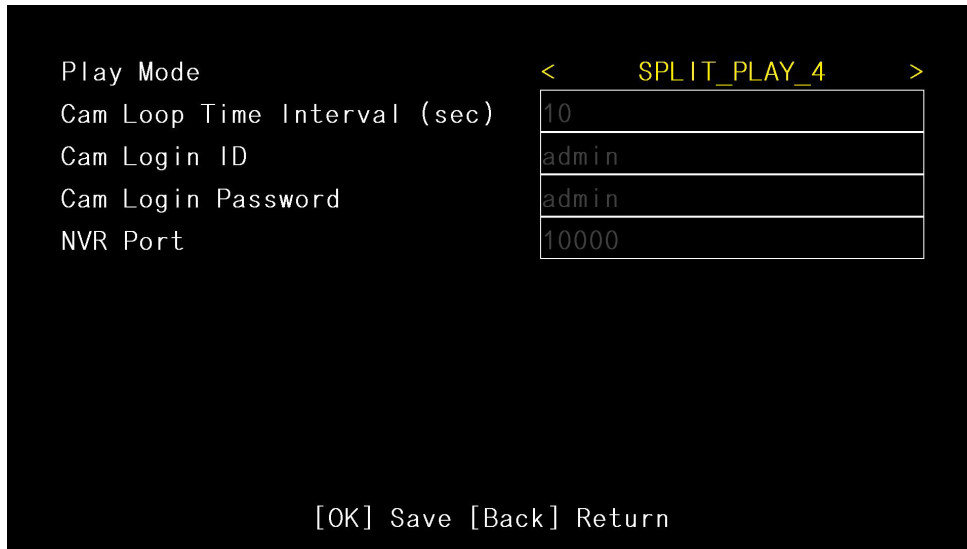 Play Mode < SPLIT_PLAY_4 >
Cam Loop Time Interval (sec) 10
Cam Login ID admin
Cam Login Password admin
NVR Port 10000
[OK] Save [Back] Return